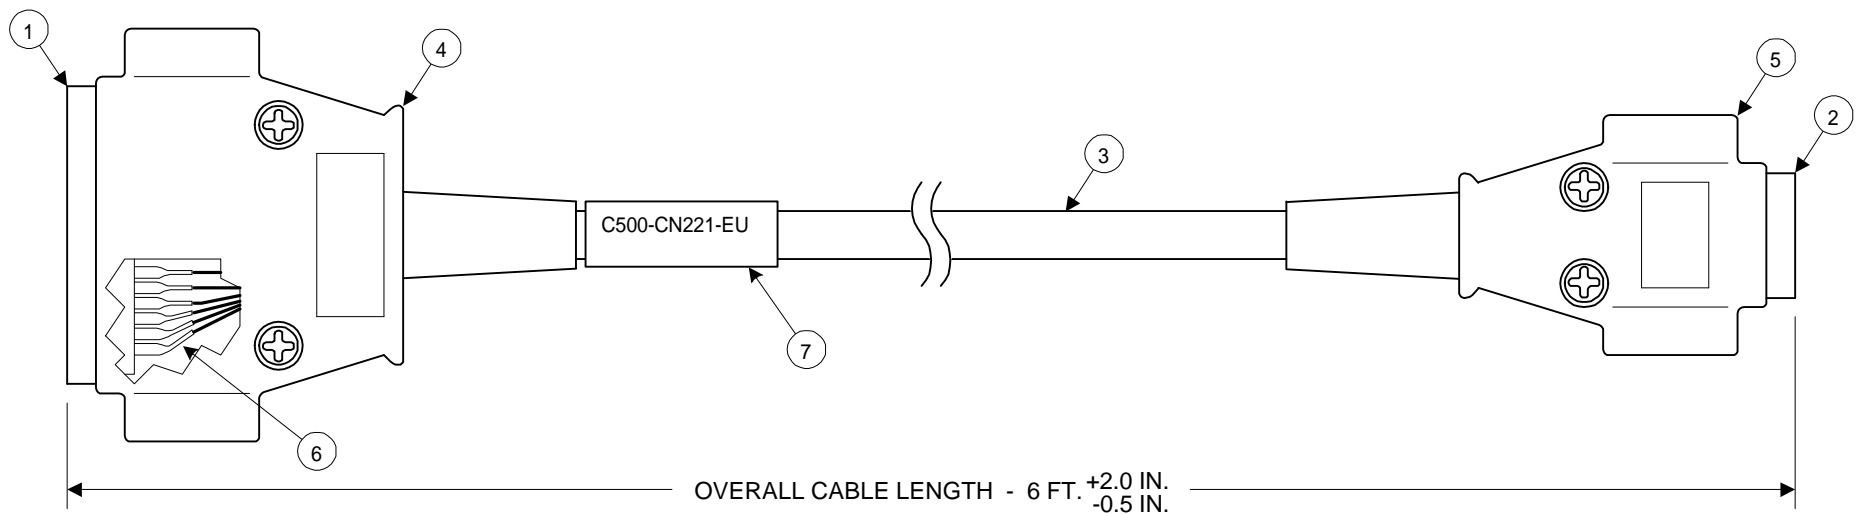 1
4
5
2
3
C500-CN221-EU
7
6
OVERALL CABLE LENGTH - 6 FT. +2.0 IN.
-0.5 IN.